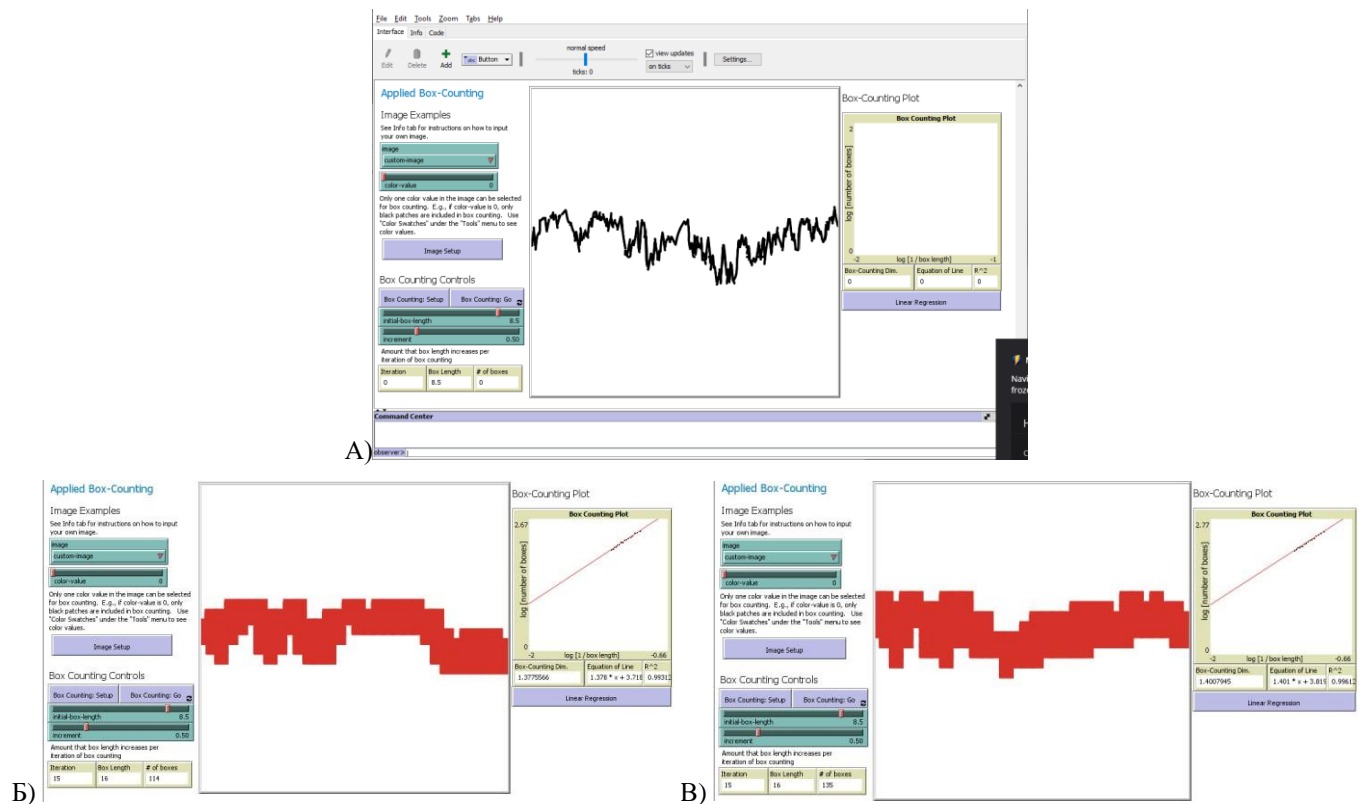 File Edit Tools Zoom Tabs Help
Interface Info Code
Edit Delete Add Button normal speed ticks: 0 view updates on ticks Settings...
Applied Box-Counting
Image Examples
See Info tab for instructions on how to input
your own image.
image
custom-image
color-value 0
Only one color value in the image can be selected
for box counting. E.g., if color-value is 0, only
black patches are included in box counting. Use
"Color Swatches" under the "Tools" menu to see
color values.
Image Setup
Box Counting Controls
Box Counting: Setup Box Counting: Go
initial-box-length 8.5
increment 0.50
Amount that box length increases per
iteration of box counting
Iteration Box Length # of boxes
0 8.5 0
Box-Counting Plot
Box Counting Plot
2
log [number of boxes]
0
-2 log [1 / box length] -1
Box-Counting Dim. Equation of Line R^2
0 0 0
Linear Regression
Navi
froze
H
Command Center
observer>
А)
Applied Box-Counting
Image Examples
See Info tab for instructions on how to input
your own image.
image
custom-image
color-value 0
Only one color value in the image can be selected
for box counting. E.g., if color-value is 0, only
black patches are included in box counting. Use
"Color Swatches" under the "Tools" menu to see
color values.
Image Setup
Box Counting Controls
Box Counting: Setup Box Counting: Go
initial-box-length 8.5
increment 0.50
Amount that box length increases per
iteration of box counting
Iteration Box Length # of boxes
15 16 114
Box-Counting Plot
Box Counting Plot
2.67
log [number of boxes]
0
-2 log [1 / box length] -0.66
Box-Counting Dim. Equation of Line R^2
1.3775566 1.378 * x + 3.718 0.99312
Linear Regression
Б)
Applied Box-Counting
Image Examples
See Info tab for instructions on how to input
your own image.
image
custom-image
color-value 0
Only one color value in the image can be selected
for box counting. E.g., if color-value is 0, only
black patches are included in box counting. Use
"Color Swatches" under the "Tools" menu to see
color values.
Image Setup
Box Counting Controls
Box Counting: Setup Box Counting: Go
initial-box-length 8.5
increment 0.50
Amount that box length increases per
iteration of box counting
Iteration Box Length # of boxes
15 16 135
Box-Counting Plot
Box Counting Plot
2.77
log [number of boxes]
0
-2 log [1 / box length] -0.66
Box-Counting Dim. Equation of Line R^2
1.4007945 1.401 * x + 3.819 0.99612
Linear Regression
В)